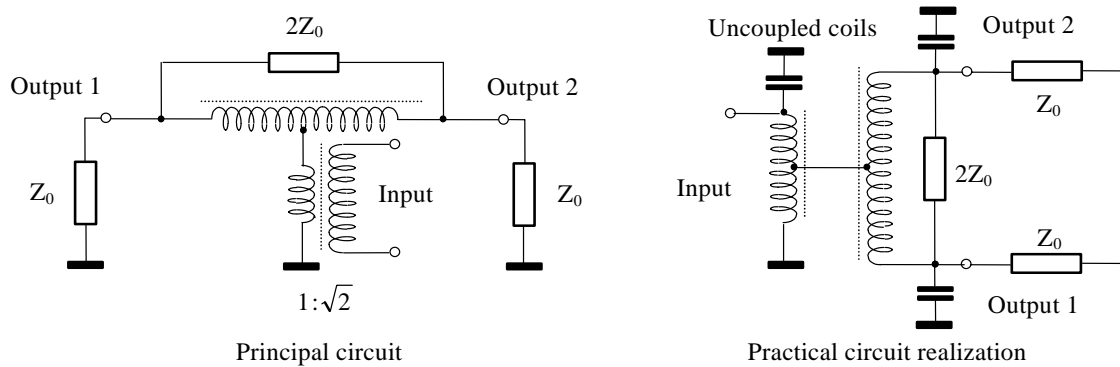 2Z₀
Output 1
Output 2
Z₀
Input
Z₀
1:√2
Principal circuit
Uncoupled coils
Output 2
Z₀
2Z₀
Input
Z₀
Output 1
Practical circuit realization